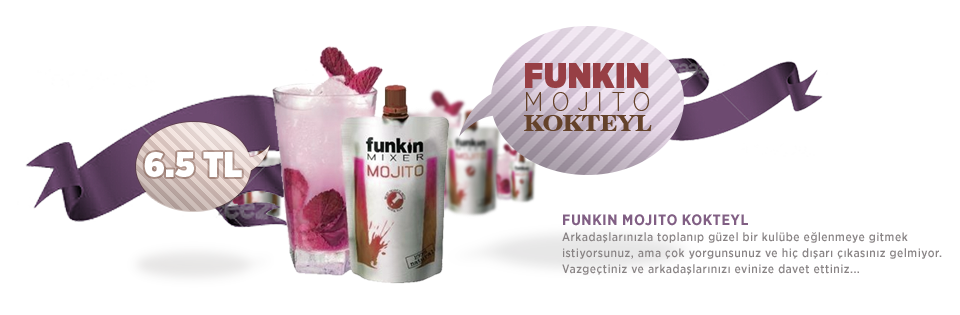 FUNKIN
MOJITO
KOKTEYL
6.5 TL
funkin
MIXER
MOJITO
MOJITO
FUNKIN MOJITO KOKTEYL
Arkadaşlarınızla toplanıp güzel bir kulübe eğlenmeye gitmek
istiyorsunuz, ama çok yorgunsunuz ve hiç dışarı çıkasınız gelmiyor.
Vazgeçtiniz ve arkadaşlarınızı evinize davet ettiniz...